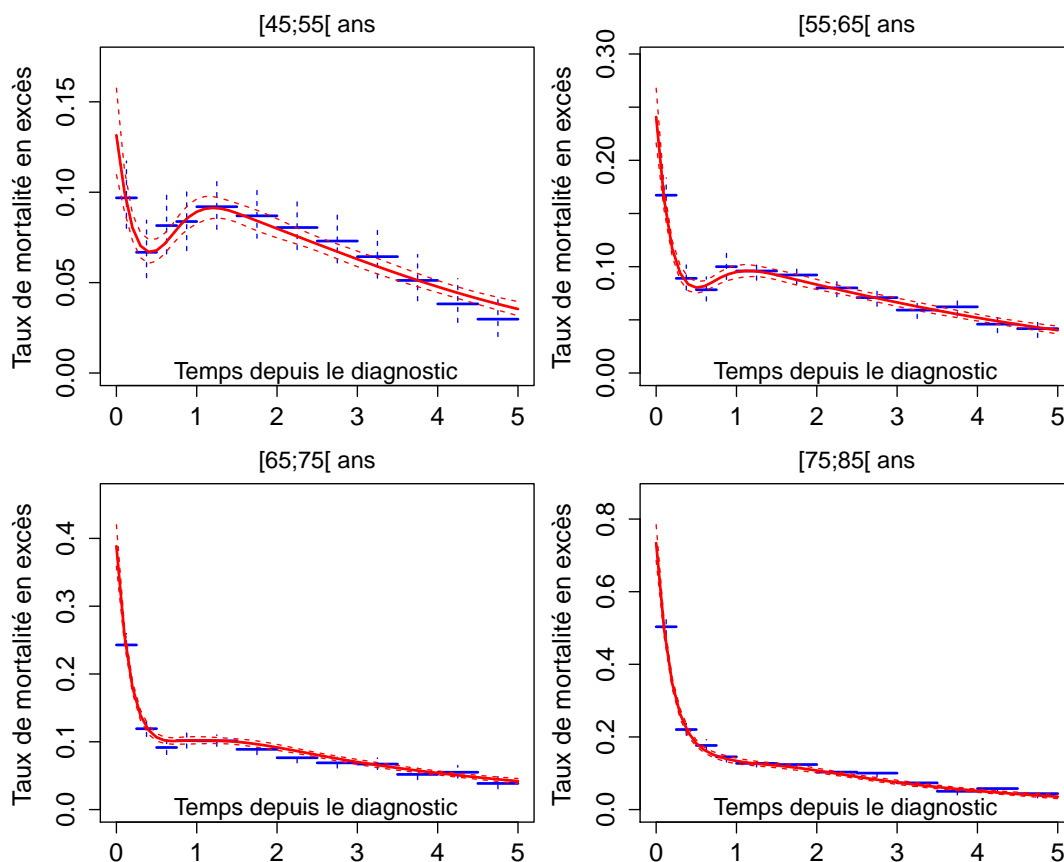 [45;55[ ans
Taux de mortalité en excès
0.00 0.05 0.10 0.15
Temps depuis le diagnostic
0 1 2 3 4 5
[55;65[ ans
Taux de mortalité en excès
0.00 0.10 0.20 0.30
Temps depuis le diagnostic
0 1 2 3 4 5
[65;75[ ans
Taux de mortalité en excès
0.0 0.1 0.2 0.3 0.4
Temps depuis le diagnostic
0 1 2 3 4 5
[75;85[ ans
Taux de mortalité en excès
0.0 0.2 0.4 0.6 0.8
Temps depuis le diagnostic
0 1 2 3 4 5